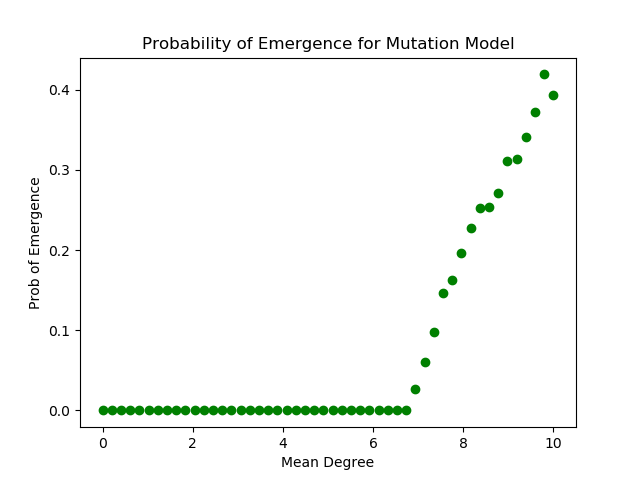 Probability of Emergence for Mutation Model
0.4
0.3
0.2
0.1
0.0
Prob of Emergence
0 2 4 6 8 10
Mean Degree